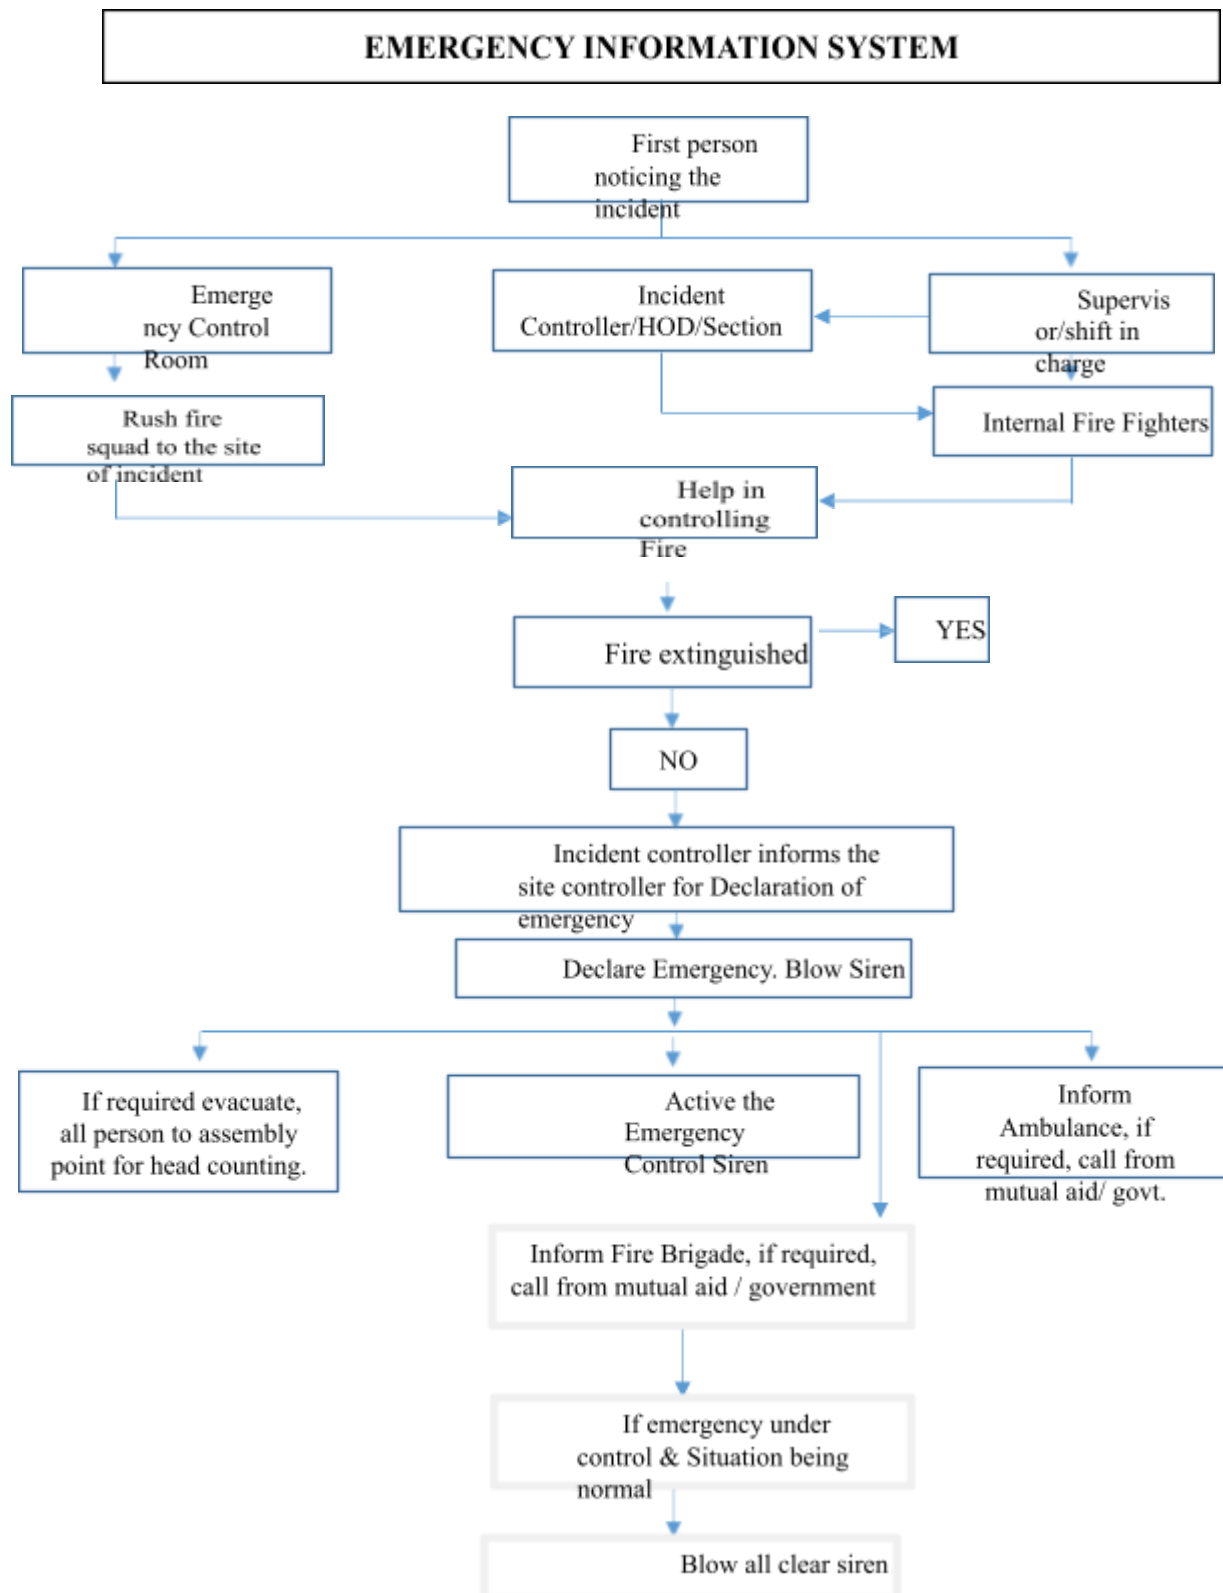 EMERGENCY INFORMATION SYSTEM
First person
noticing the
incident
Emerge
ncy Control
Room
Incident
Controller/HOD/Section
Supervis
or/shift in
charge
Rush fire
squad to the site
of incident
Internal Fire Fighters
Help in
controlling
Fire
Fire extinguished
YES
NO
Incident controller informs the
site controller for Declaration of
emergency
Declare Emergency. Blow Siren
If required evacuate,
all person to assembly
point for head counting.
Active the
Emergency
Control Siren
Inform
Ambulance, if
required, call from
mutual aid/ govt.
Inform Fire Brigade, if required,
call from mutual aid / government
If emergency under
control & Situation being
normal
Blow all clear siren